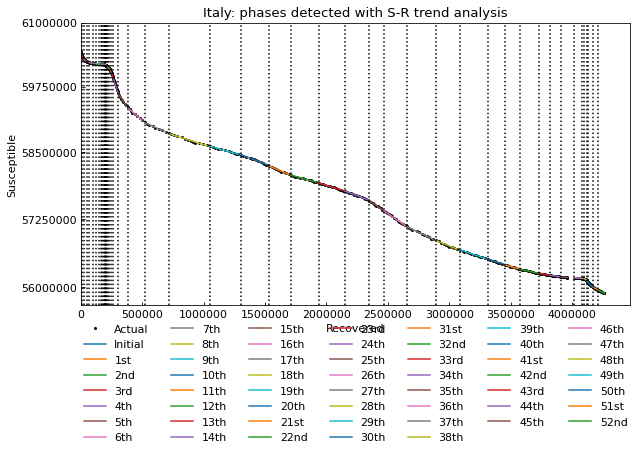 Italy: phases detected with S-R trend analysis
61000000
59750000
58500000
57250000
56000000
Susceptible
0 500000 1000000 1500000 2000000 2500000 3000000 3500000 4000000
Recovered
Actual 7th 15th 23rd 31st 39th 46th
Initial 8th 16th 24th 32nd 40th 47th
1st 9th 17th 25th 33rd 41st 48th
2nd 10th 18th 26th 34th 42nd 49th
3rd 11th 19th 27th 35th 43rd 50th
4th 12th 20th 28th 36th 44th 51st
5th 13th 21st 29th 37th 45th 52nd
6th 14th 22nd 30th 38th